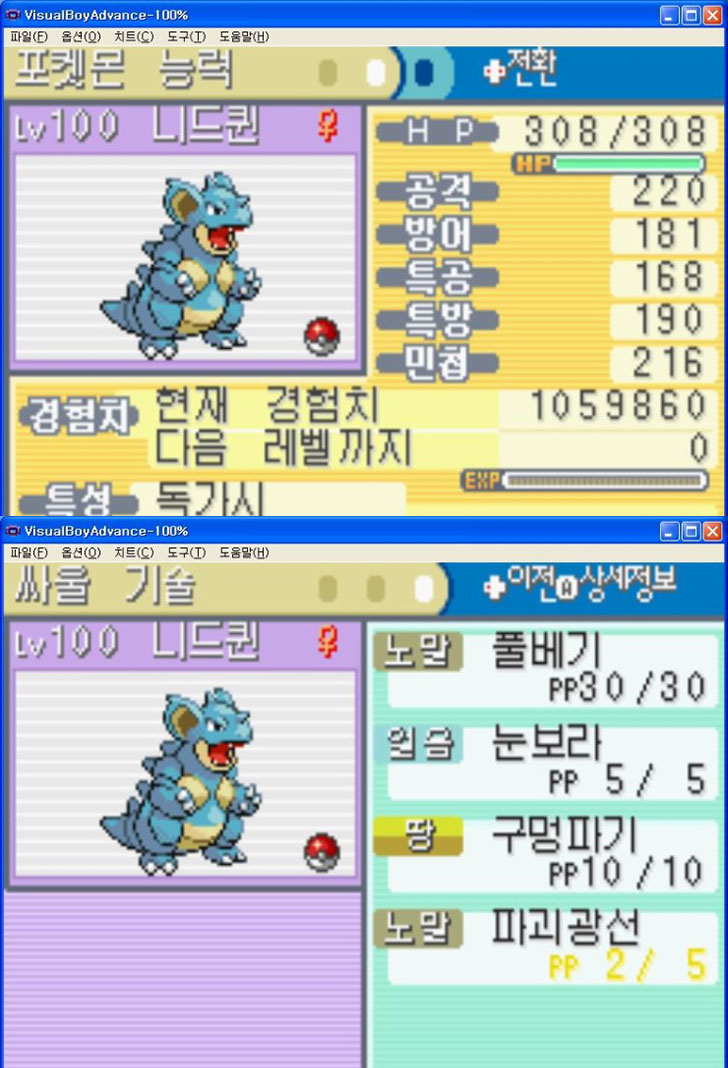 VisualBoyAdvance-100%
파일(F) 옵션(O) 치트(C) 도구(T) 도움말(H)
포켓몬 능력 전환
Lv100 니드퀸 ♀
HP 308/308
HP
공격 220
방어 181
특공 168
특방 190
민첩 216
경험치 현재 경험치 1059860
다음 레벨까지 0
EXP
특성 독가시
VisualBoyAdvance-100%
파일(F) 옵션(O) 치트(C) 도구(T) 도움말(H)
싸울 기술 이전 A 상세정보
Lv100 니드퀸 ♀
노말 풀베기
PP30/30
얼음 눈보라
PP 5/ 5
땅 구멍파기
PP10/10
노말 파괴광선
PP 2/ 5